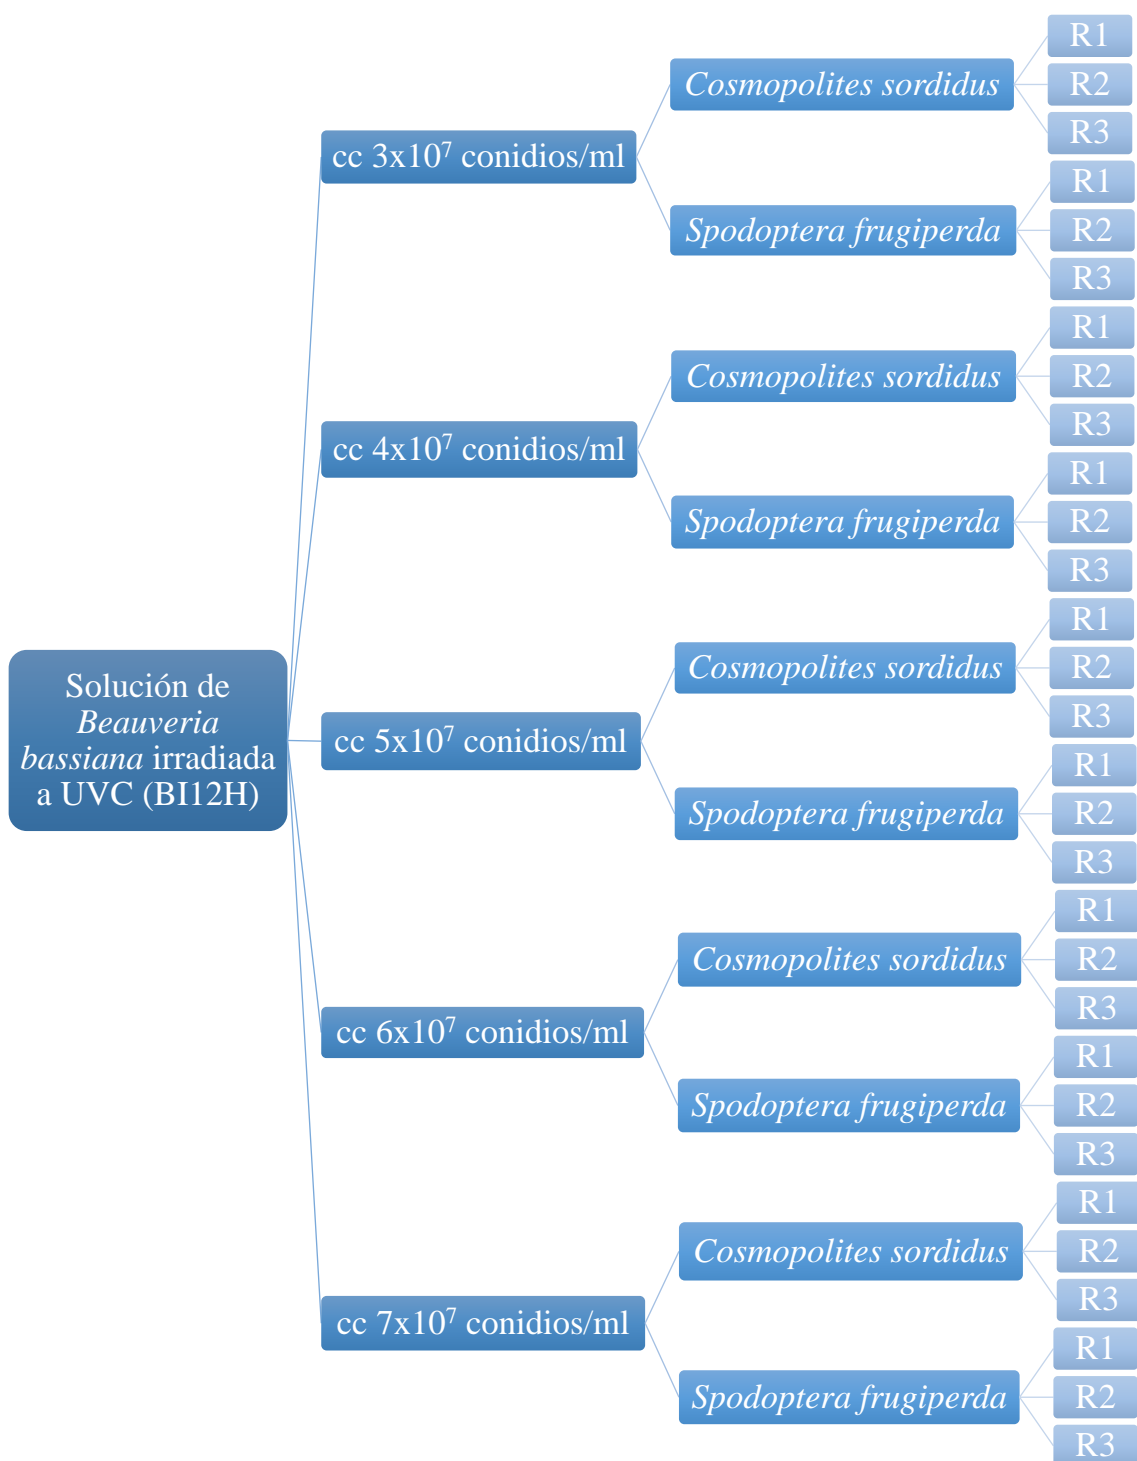 Solución de
Beauveria
bassiana irradiada
a UVC (BI12H)
cc 3x10⁷ conidios/ml
Cosmopolites sordidus
R1
R2
R3
Spodoptera frugiperda
R1
R2
R3
cc 4x10⁷ conidios/ml
Cosmopolites sordidus
R1
R2
R3
Spodoptera frugiperda
R1
R2
R3
cc 5x10⁷ conidios/ml
Cosmopolites sordidus
R1
R2
R3
Spodoptera frugiperda
R1
R2
R3
cc 6x10⁷ conidios/ml
Cosmopolites sordidus
R1
R2
R3
Spodoptera frugiperda
R1
R2
R3
cc 7x10⁷ conidios/ml
Cosmopolites sordidus
R1
R2
R3
Spodoptera frugiperda
R1
R2
R3